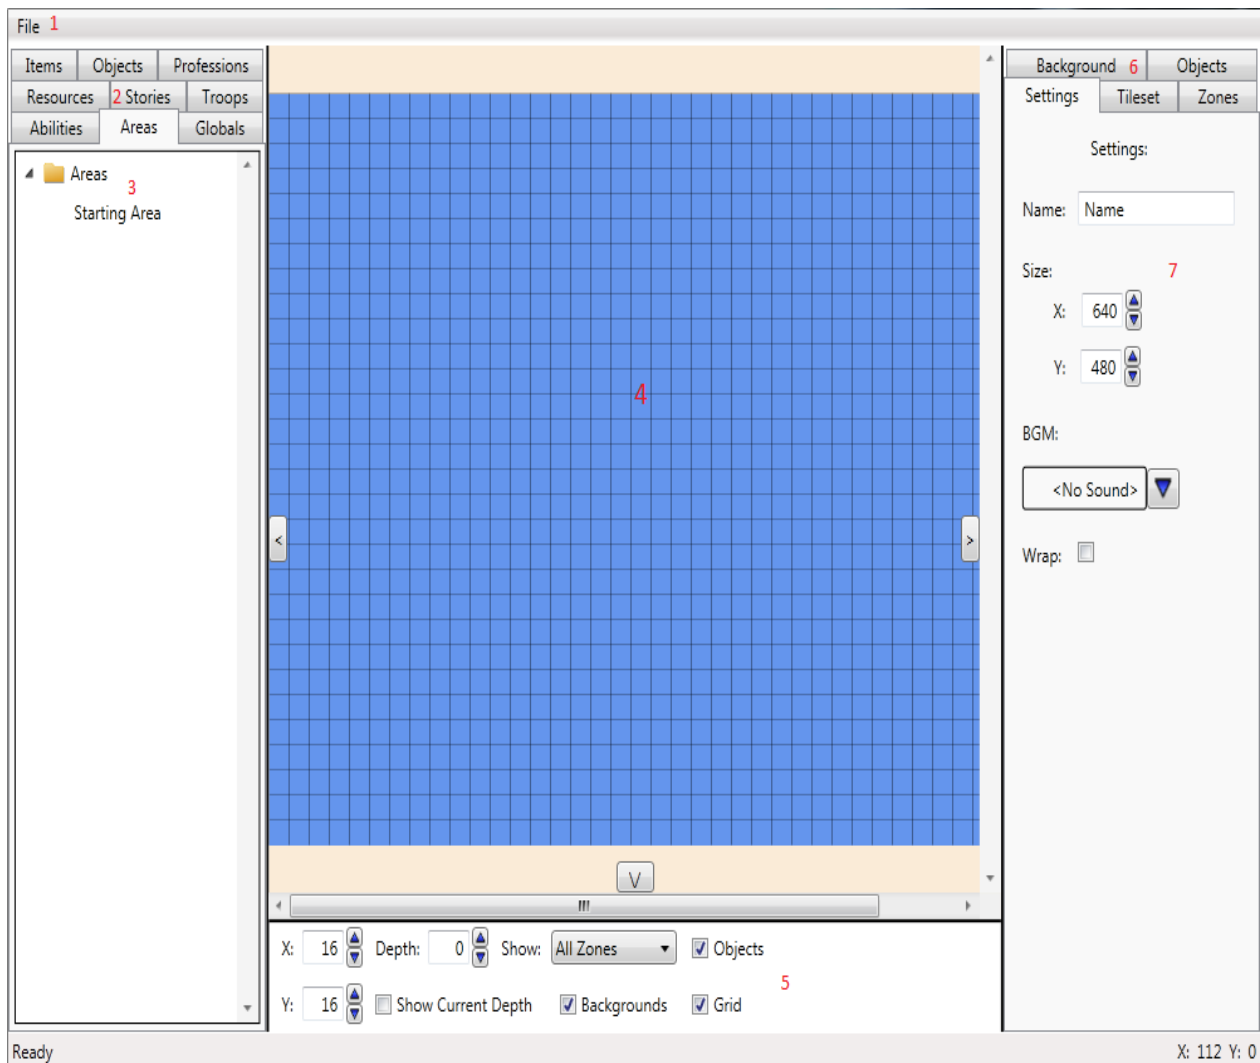 File 1
Items Objects Professions
Resources 2 Stories Troops
Abilities Areas Globals
Areas
3
Starting Area
4
<
>
V
X: 16 Depth: 0 Show: All Zones Objects
5
Y: 16 Show Current Depth Backgrounds Grid
Background 6 Objects
Settings Tileset Zones
Settings:
Name: Name
Size: 7
X: 640
Y: 480
BGM:
<No Sound>
Wrap:
Ready X: 112 Y: 0